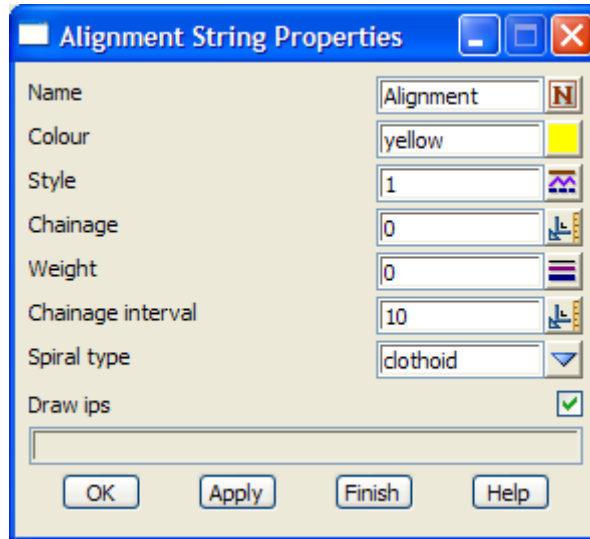 Alignment String Properties
Name Alignment N
Colour yellow
Style 1
Chainage 0
Weight 0
Chainage interval 10
Spiral type clothoid
Draw ips
OK Apply Finish Help